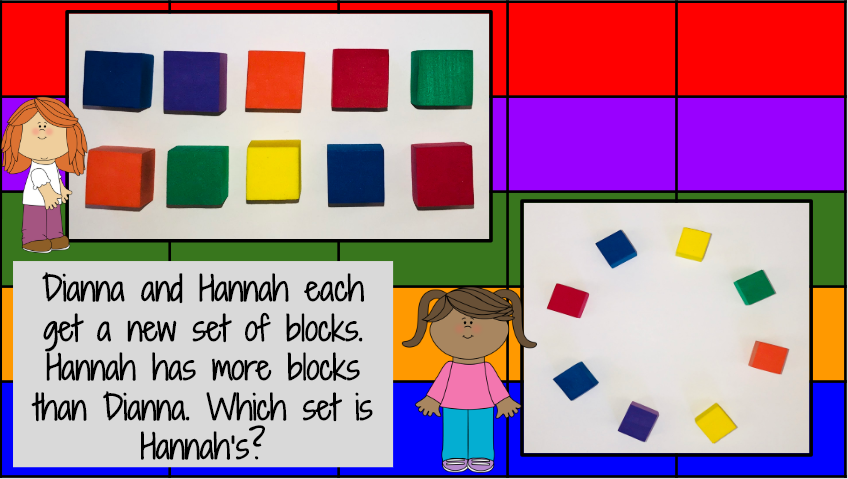 Dianna and Hannah each
get a new set of blocks.
Hannah has more blocks
than Dianna. Which set is
Hannah's?